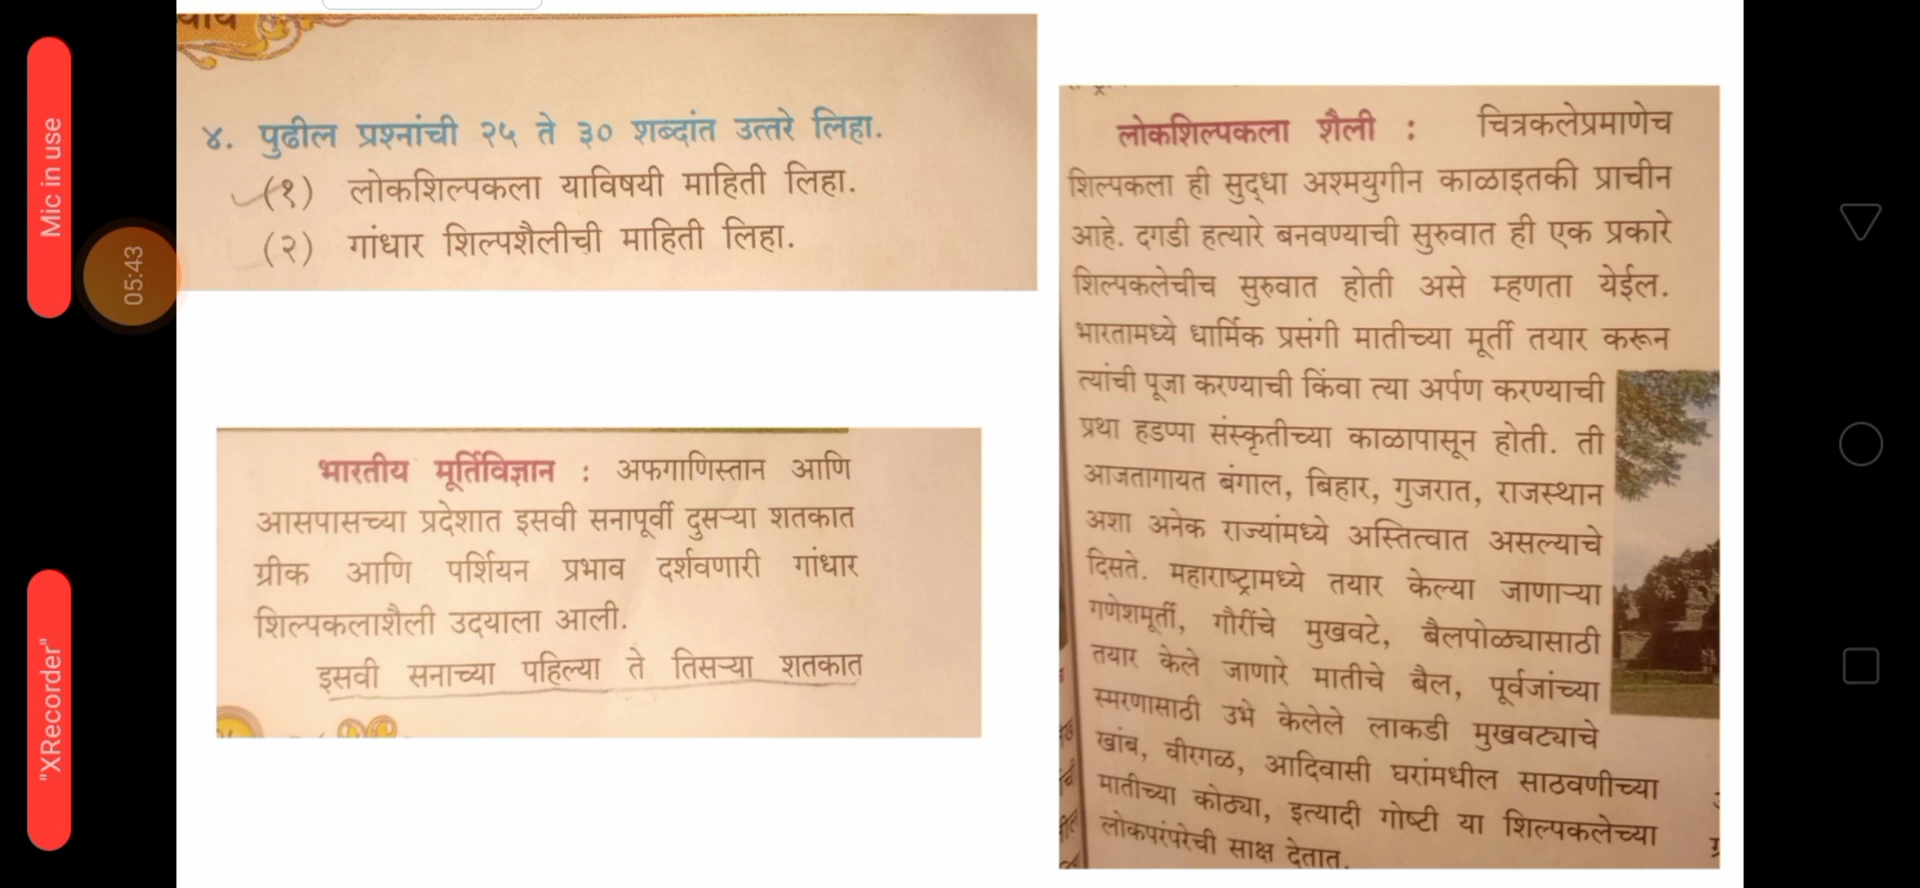 Mic in use
05:43
"XRecorder"
४. पुढील प्रश्नांची २५ ते ३० शब्दांत उत्तरे लिहा.
(१) लोकशिल्पकला याविषयी माहिती लिहा.
(२) गांधार शिल्पशैलीची माहिती लिहा.
भारतीय मूर्तिविज्ञान : अफगाणिस्तान आणि
आसपासच्या प्रदेशात इसवी सनापूर्वी दुसऱ्या शतकात
ग्रीक आणि पर्शियन प्रभाव दर्शवणारी गांधार
शिल्पकलाशैली उदयाला आली.
इसवी सनाच्या पहिल्या ते तिसऱ्या शतकात
लोकशिल्पकला शैली : चित्रकलेप्रमाणेच
शिल्पकला ही सुद्धा अश्मयुगीन काळाइतकी प्राचीन
आहे. दगडी हत्यारे बनवण्याची सुरुवात ही एक प्रकारे
शिल्पकलेचीच सुरुवात होती असे म्हणता येईल.
भारतामध्ये धार्मिक प्रसंगी मातीच्या मूर्ती तयार करून
त्यांची पूजा करण्याची किंवा त्या अर्पण करण्याची
प्रथा हडप्पा संस्कृतीच्या काळापासून होती. ती
आजतागायत बंगाल, बिहार, गुजरात, राजस्थान
अशा अनेक राज्यांमध्ये अस्तित्वात असल्याचे
दिसते. महाराष्ट्रामध्ये तयार केल्या जाणाऱ्या
गणेशमूर्ती, गौरींचे मुखवटे, बैलपोळ्यासाठी
तयार केले जाणारे मातीचे बैल, पूर्वजांच्या
स्मरणासाठी उभे केलेले लाकडी मुखवट्याचे
खांब, वीरगळ, आदिवासी घरांमधील साठवणीच्या
मातीच्या कोठ्या, इत्यादी गोष्टी या शिल्पकलेच्या
लोकपरंपरेची साक्ष देतात.